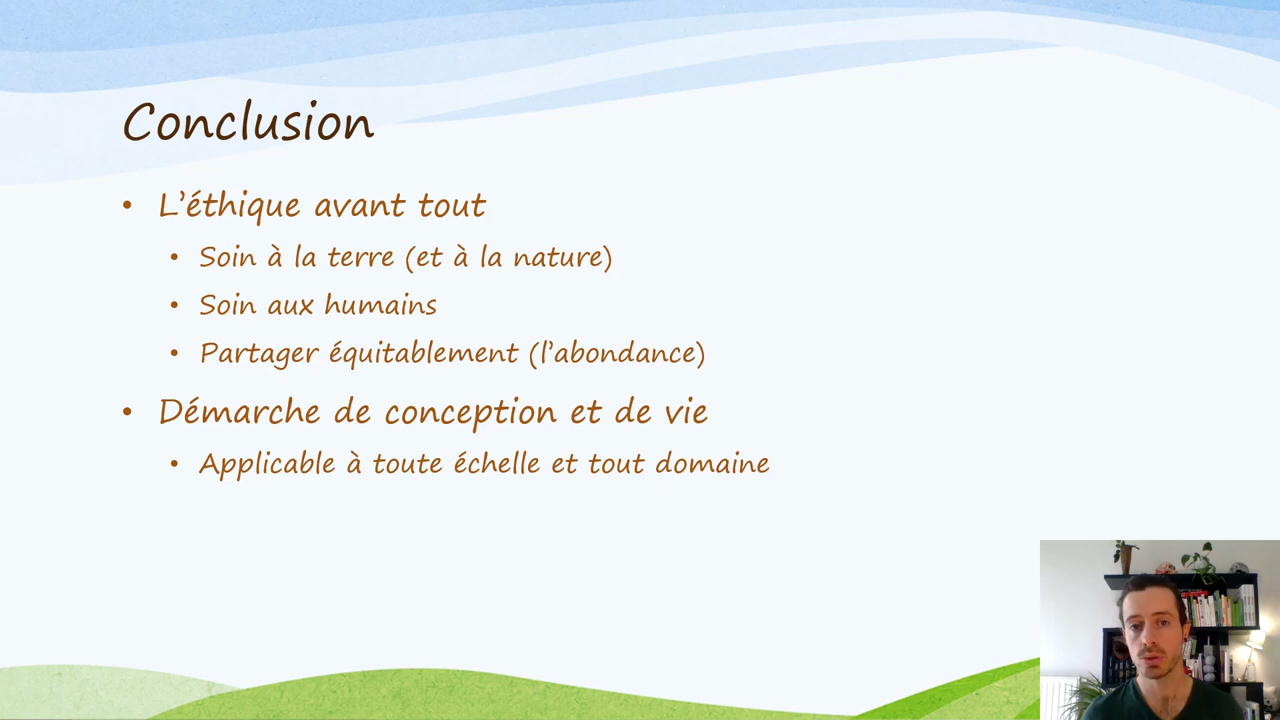 Conclusion
• L’éthique avant tout
• Soin à la terre (et à la nature)
• Soin aux humains
• Partager équitablement (l’abondance)
• Démarche de conception et de vie
• Applicable à toute échelle et tout domaine